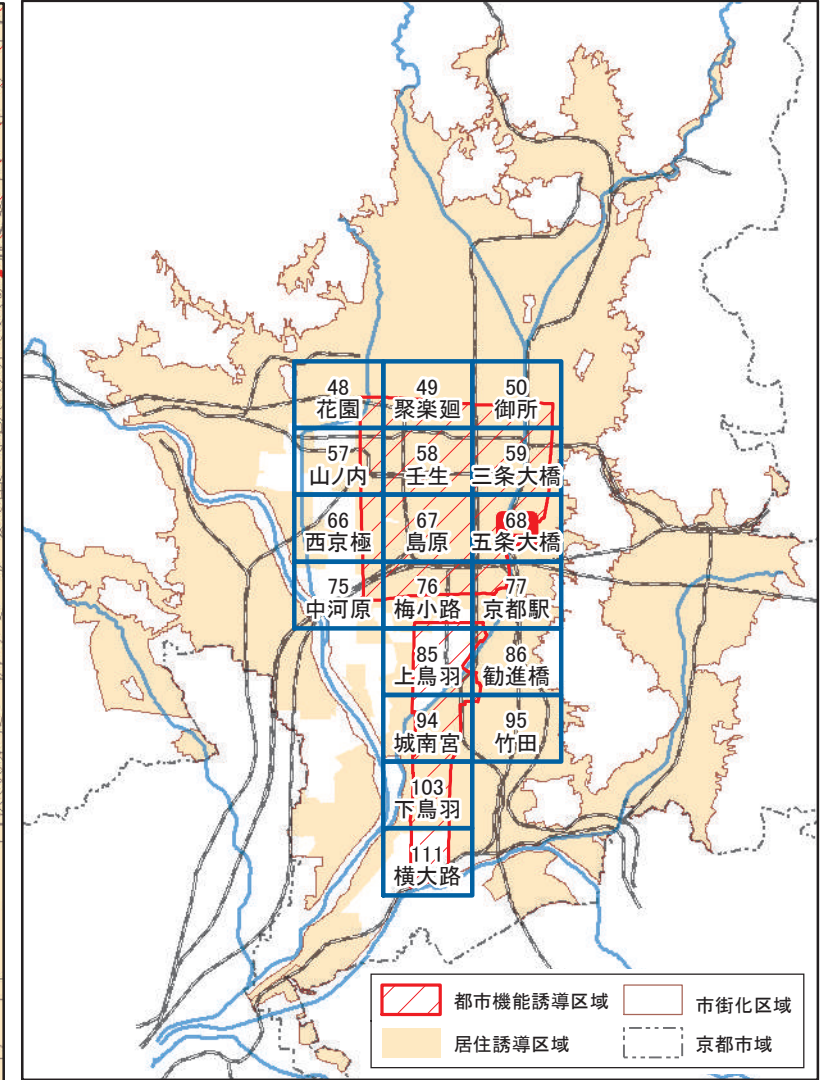 48
花園
49
聚楽廻
50
御所
57
山ノ内
58
壬生
59
三条大橋
66
西京極
67
島原
68
五条大橋
75
中河原
76
梅小路
77
京都駅
85
上鳥羽
86
勧進橋
94
城南宮
95
竹田
103
下鳥羽
111
横大路
都市機能誘導区域
市街化区域
居住誘導区域
京都市域